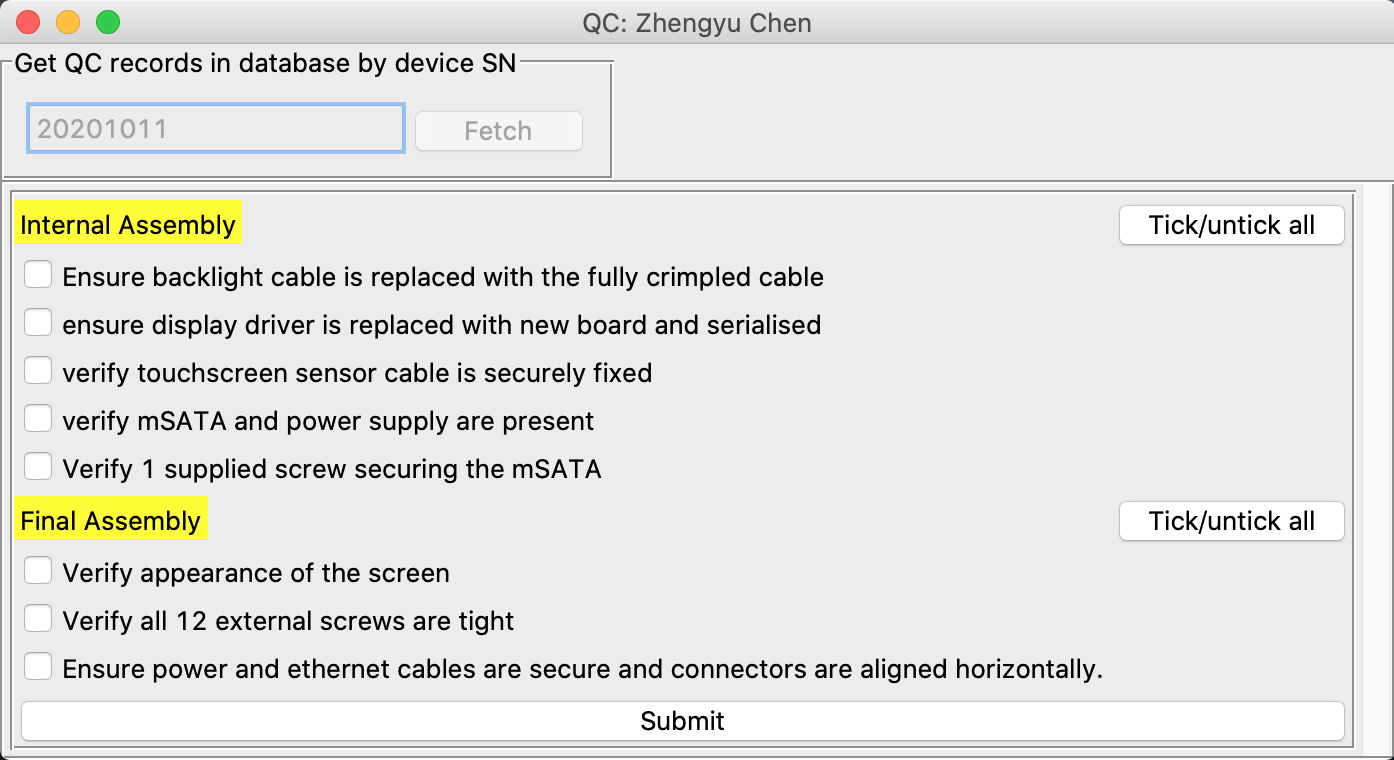 QC: Zhengyu Chen
Get QC records in database by device SN
20201011
Fetch
Internal Assembly
Tick/untick all
Ensure backlight cable is replaced with the fully crimpled cable
ensure display driver is replaced with new board and serialised
verify touchscreen sensor cable is securely fixed
verify mSATA and power supply are present
Verify 1 supplied screw securing the mSATA
Final Assembly
Tick/untick all
Verify appearance of the screen
Verify all 12 external screws are tight
Ensure power and ethernet cables are secure and connectors are aligned horizontally.
Submit